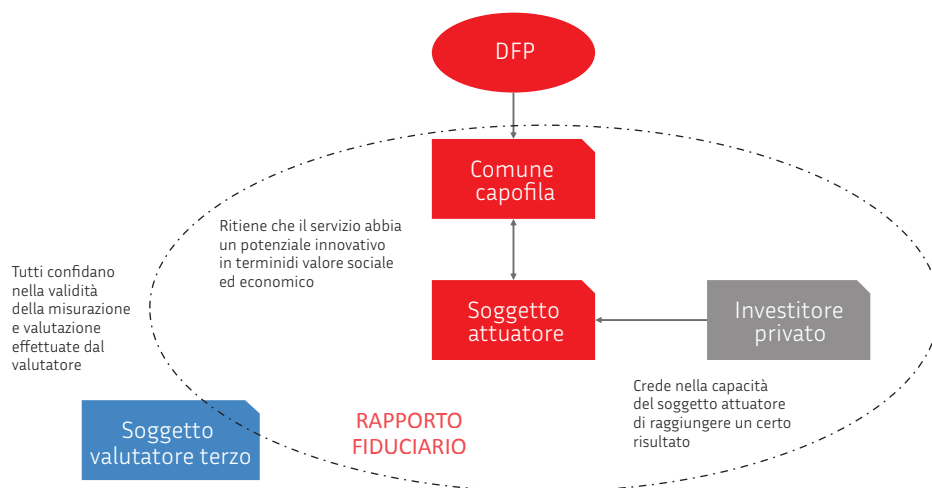 DFP
Comune
capofila
Ritiene che il servizio abbia
un potenziale innovativo
in terminidi valore sociale
ed economico
Tutti confidano
nella validità
della misurazione
e valutazione
effettuate dal
valutatore
Soggetto
attuatore
Investitore
privato
Crede nella capacità
del soggetto attuatore
di raggiungere un certo
risultato
RAPPORTO
FIDUCIARIO
Soggetto
valutatore terzo